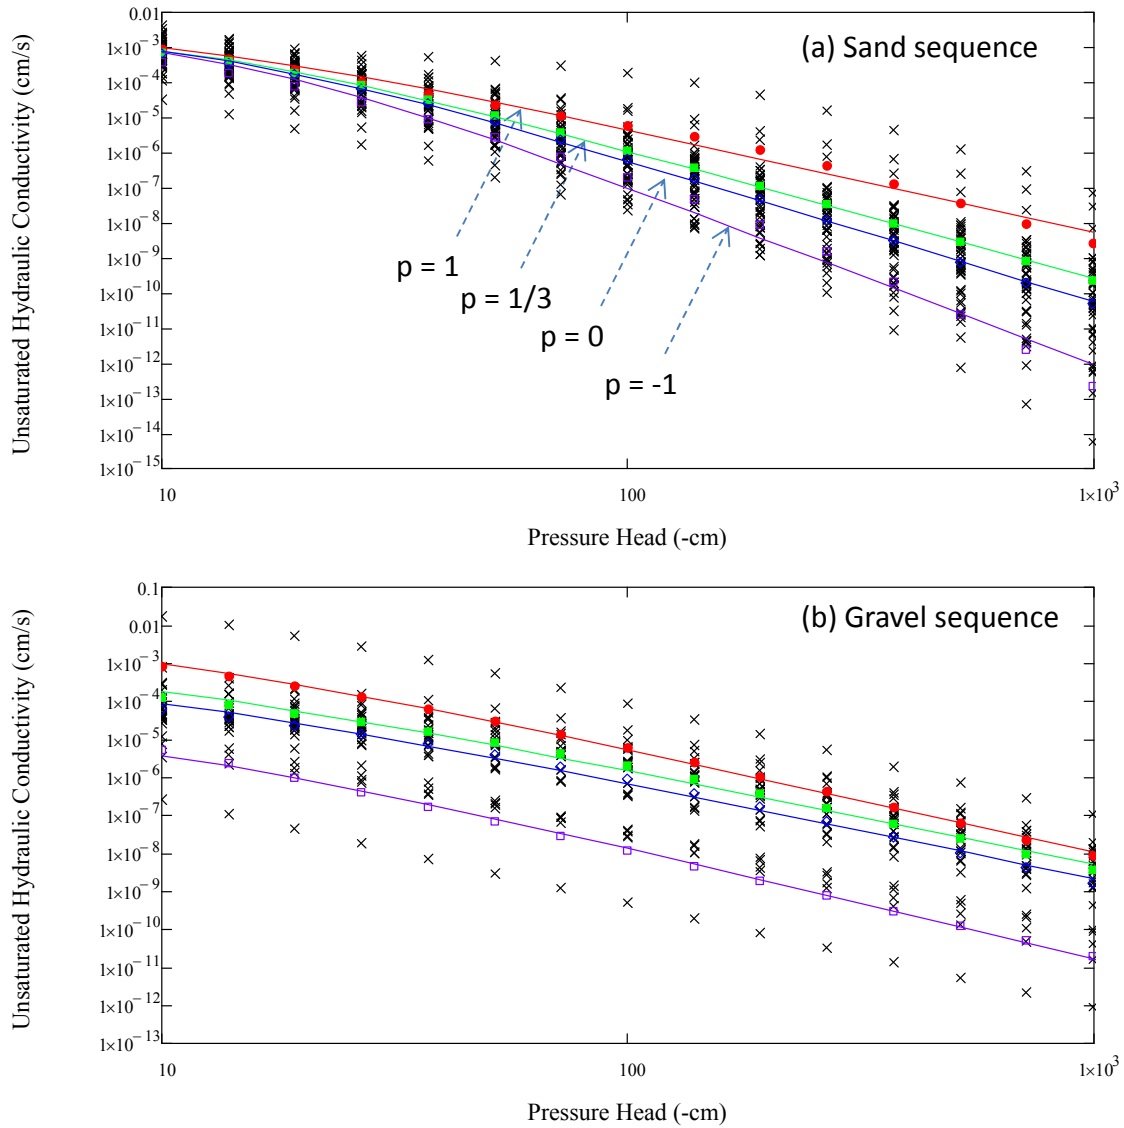 (a) Sand sequence
Unsaturated Hydraulic Conductivity (cm/s)
0.01
1×10⁻³
1×10⁻⁴
1×10⁻⁵
1×10⁻⁶
1×10⁻⁷
1×10⁻⁸
1×10⁻⁹
1×10⁻¹⁰
1×10⁻¹¹
1×10⁻¹²
1×10⁻¹³
1×10⁻¹⁴
1×10⁻¹⁵
p = 1
p = 1/3
p = 0
p = -1
10 100 1×10³
Pressure Head (-cm)
(b) Gravel sequence
Unsaturated Hydraulic Conductivity (cm/s)
0.1
0.01
1×10⁻³
1×10⁻⁴
1×10⁻⁵
1×10⁻⁶
1×10⁻⁷
1×10⁻⁸
1×10⁻⁹
1×10⁻¹⁰
1×10⁻¹¹
1×10⁻¹²
1×10⁻¹³
10 100 1×10³
Pressure Head (-cm)